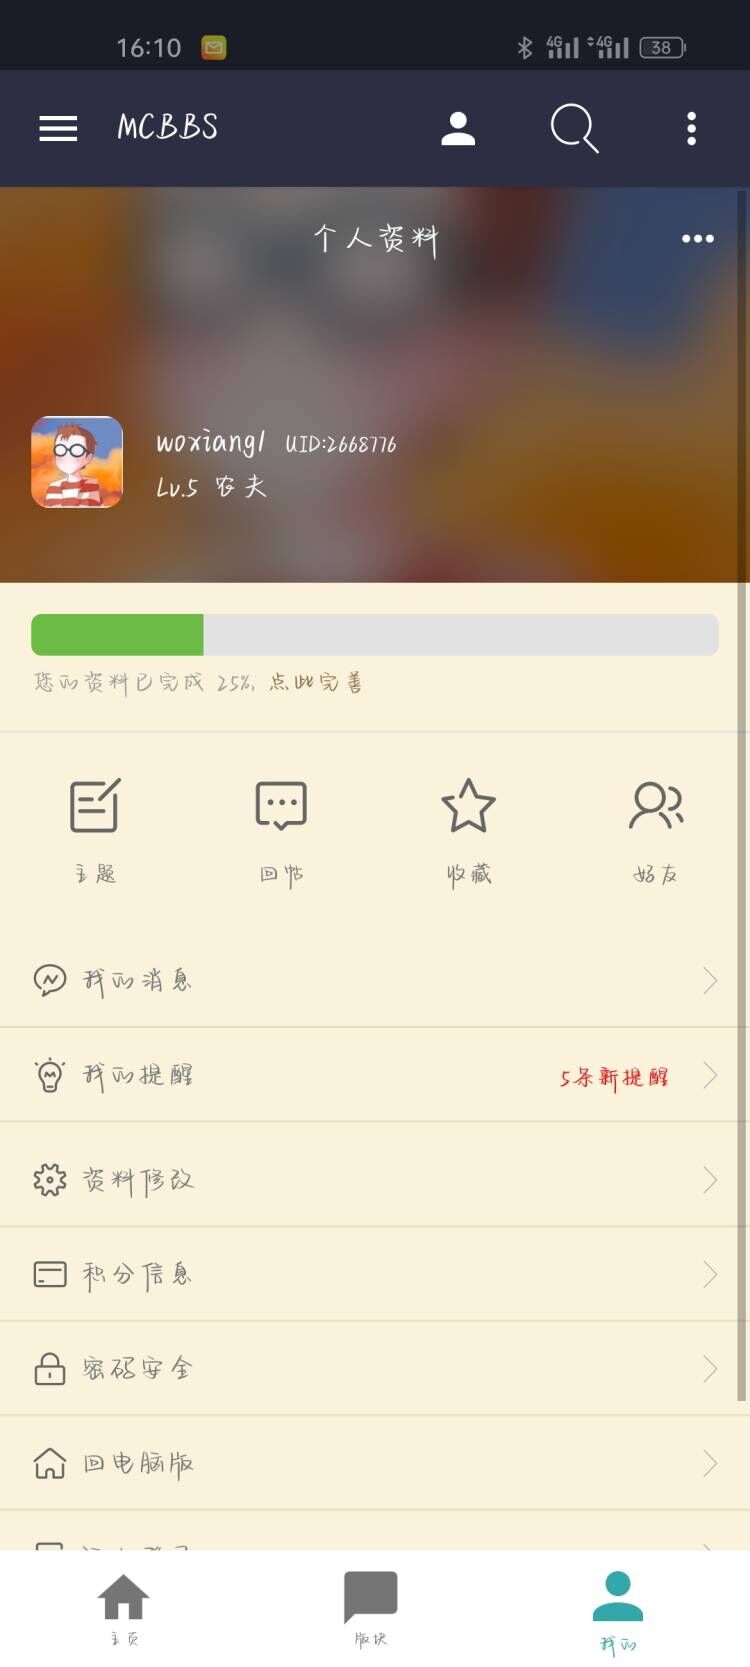 16:10
4G 4G 38
MCBBS
个人资料
woxiang1 UID:2668776
Lv.5 农夫
您的资料已完成 25%, 点此完善
主题 回帖 收藏 好友
我的消息
我的提醒 5条新提醒
资料修改
积分信息
密码安全
回电脑版
主页 版块 我的